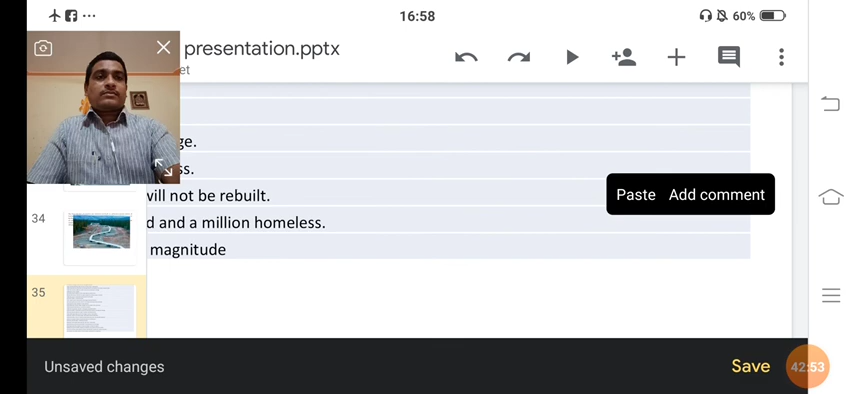 16:58
60%
presentation.pptx
et
ge.
ss.
will not be rebuilt.
d and a million homeless.
magnitude
Paste Add comment
34
35
Unsaved changes
Save
42:53